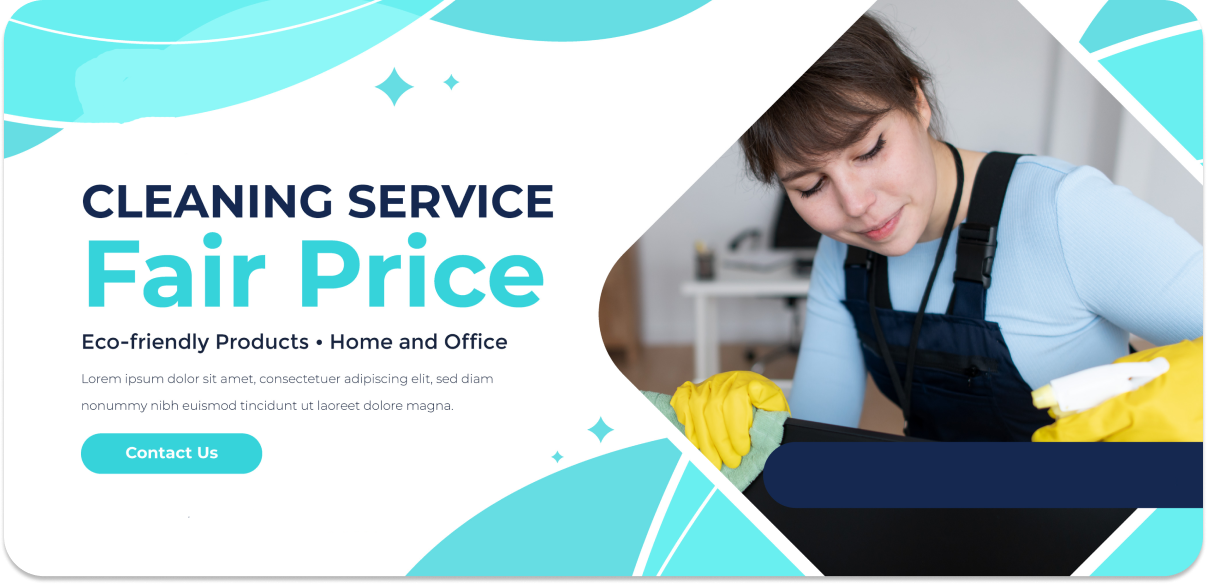 CLEANING SERVICE
Fair Price
Eco-friendly Products • Home and Office
Lorem ipsum dolor sit amet, consectetuer adipiscing elit, sed diam
nonummy nibh euismod tincidunt ut laoreet dolore magna.
Contact Us